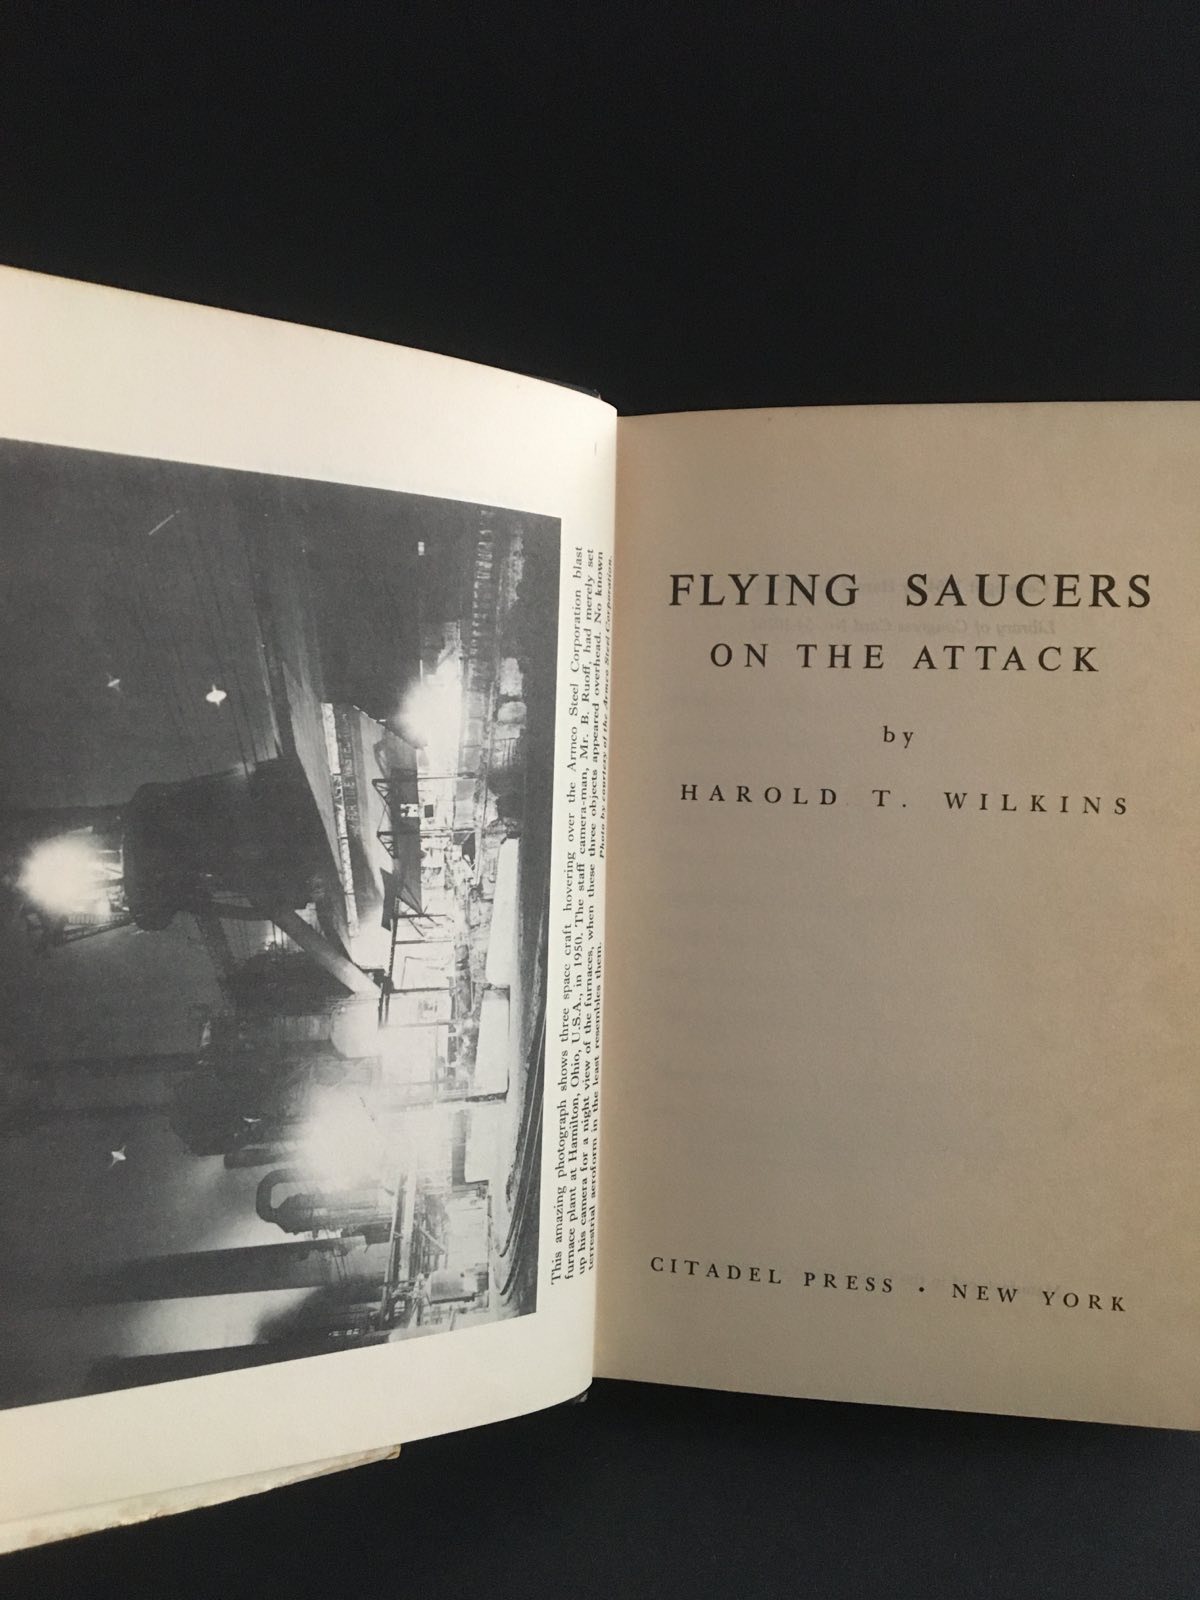 This amazing photograph shows three space craft hovering over the Armco Steel Corporation blast
furnace plant at Hamilton, Ohio, U.S.A., in 1950. The staff camera-man, Mr. B. Ruoff, had merely set
up his camera for a night view of the furnaces, when these three objects appeared overhead. No known
terrestrial aeroform in the least resembles them.
Photo by courtesy of the Armco Steel Corporation.
FLYING SAUCERS
ON THE ATTACK
by
HAROLD T. WILKINS
CITADEL PRESS · NEW YORK